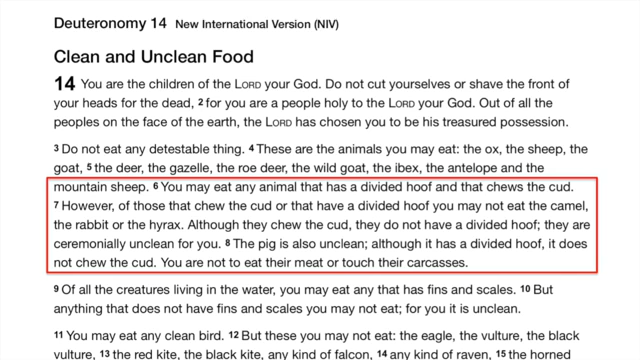 Deuteronomy 14 New International Version (NIV)
Clean and Unclean Food
14 You are the children of the LORD your God. Do not cut yourselves or shave the front of
your heads for the dead, 2 for you are a people holy to the LORD your God. Out of all the
peoples on the face of the earth, the LORD has chosen you to be his treasured possession.
3 Do not eat any detestable thing. 4 These are the animals you may eat: the ox, the sheep, the
goat, 5 the deer, the gazelle, the roe deer, the wild goat, the ibex, the antelope and the
mountain sheep. 6 You may eat any animal that has a divided hoof and that chews the cud.
7 However, of those that chew the cud or that have a divided hoof you may not eat the camel,
the rabbit or the hyrax. Although they chew the cud, they do not have a divided hoof; they are
ceremonially unclean for you. 8 The pig is also unclean; although it has a divided hoof, it does
not chew the cud. You are not to eat their meat or touch their carcasses.
9 Of all the creatures living in the water, you may eat any that has fins and scales. 10 But
anything that does not have fins and scales you may not eat; for you it is unclean.
11 You may eat any clean bird. 12 But these you may not eat: the eagle, the vulture, the black
vulture, 13 the red kite, the black kite, any kind of falcon, 14 any kind of raven, 15 the horned